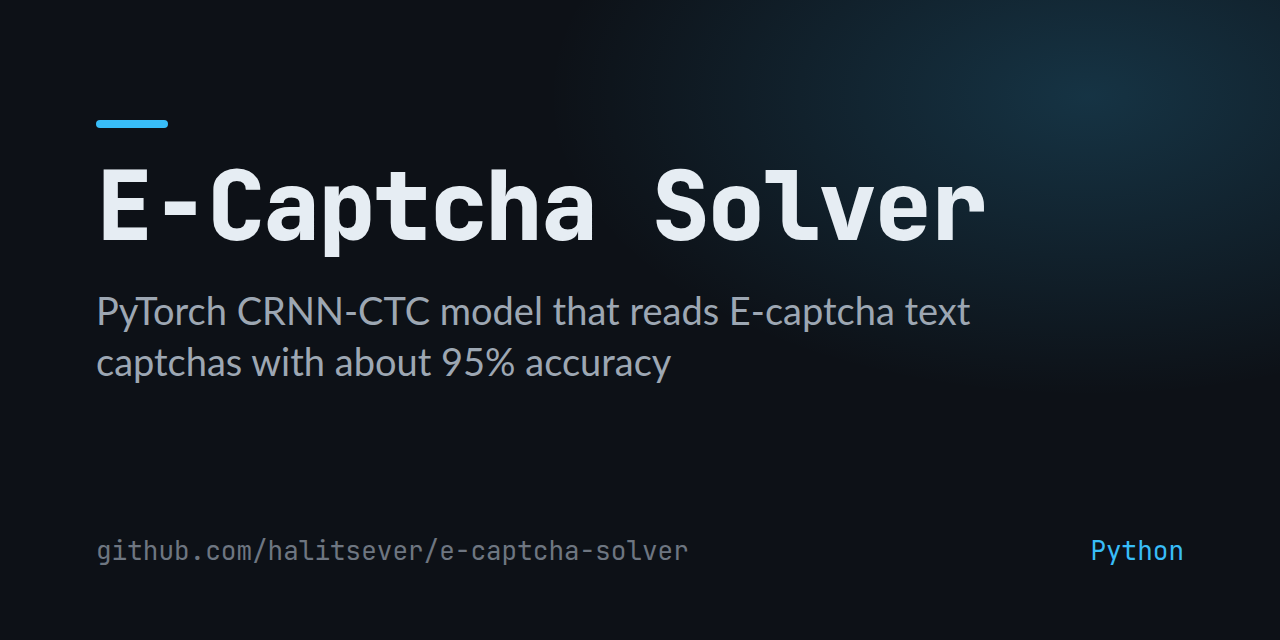 E-Captcha Solver
PyTorch CRNN-CTC model that reads E-captcha text
captchas with about 95% accuracy
github.com/halitsever/e-captcha-solver
Python